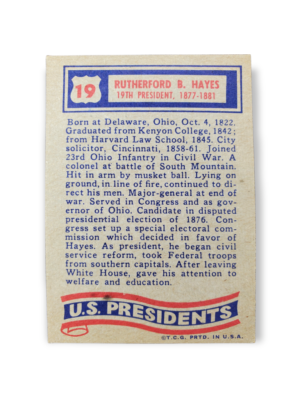 19
RUTHERFORD B. HAYES
19TH PRESIDENT, 1877-1881
Born at Delaware, Ohio, Oct. 4, 1822.
Graduated from Kenyon College, 1842;
from Harvard Law School, 1845. City
solicitor, Cincinnati, 1858-61. Joined
23rd Ohio Infantry in Civil War. A
colonel at battle of South Mountain.
Hit in arm by musket ball. Lying on
ground, in line of fire, continued to di-
rect his men. Major-general at end of
war. Served in Congress and as gov-
ernor of Ohio. Candidate in disputed
presidential election of 1876. Con-
gress set up a special electoral com-
mission which decided in favor of
Hayes. As president, he began civil
service reform, took Federal troops
from southern capitals. After leaving
White House, gave his attention to
welfare and education.
U.S. PRESIDENTS
©T.C.G. PRTD. IN U.S.A.